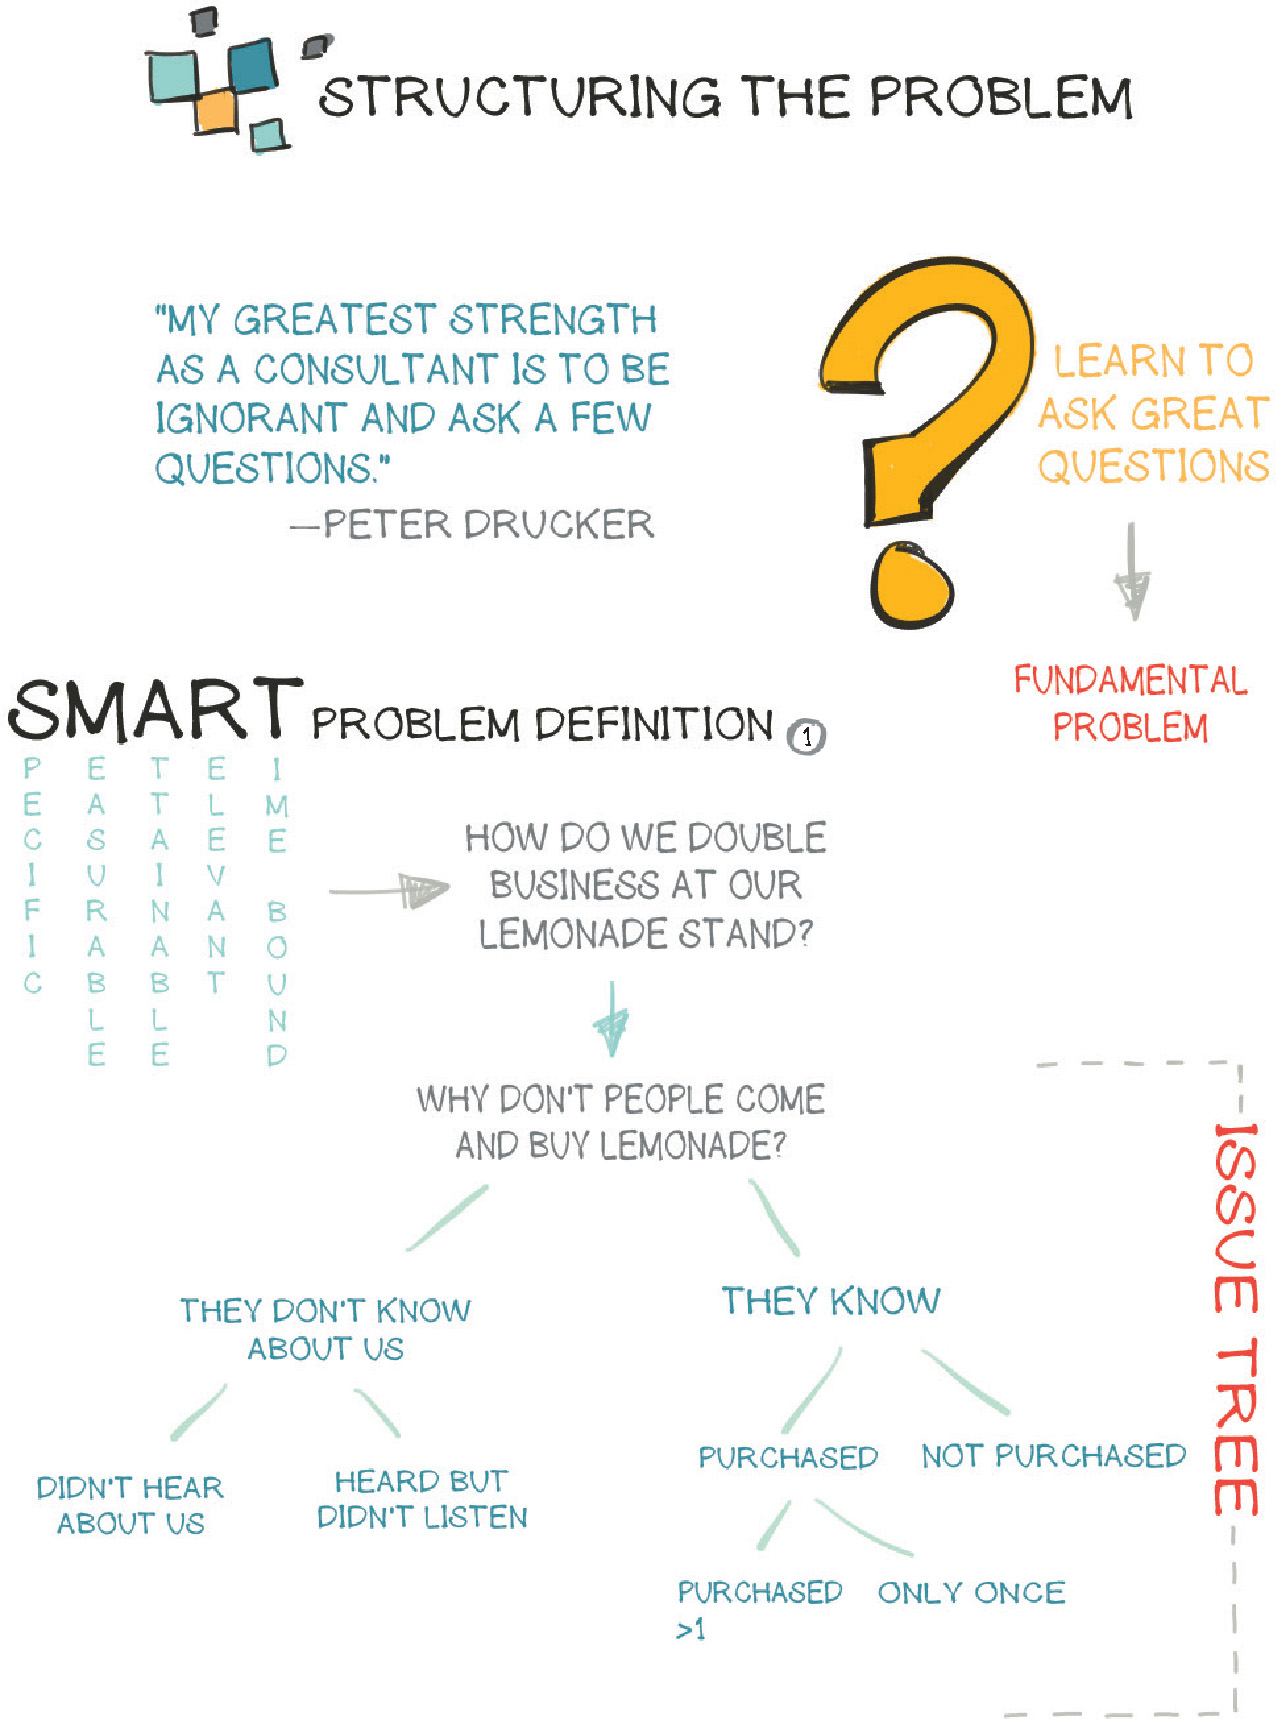 STRUCTURING THE PROBLEM
"MY GREATEST STRENGTH
AS A CONSULTANT IS TO BE
IGNORANT AND ASK A FEW
QUESTIONS."
—PETER DRUCKER
LEARN TO
ASK GREAT
QUESTIONS
FUNDAMENTAL
PROBLEM
SMART PROBLEM DEFINITION 1
PECIFIC
EASURABLE
TTAINABLE
ELEVANT
IME BOUND
HOW DO WE DOUBLE
BUSINESS AT OUR
LEMONADE STAND?
WHY DON'T PEOPLE COME
AND BUY LEMONADE?
THEY DON'T KNOW
ABOUT US
THEY KNOW
DIDN'T HEAR
ABOUT US
HEARD BUT
DIDN'T LISTEN
PURCHASED
NOT PURCHASED
PURCHASED
>1
ONLY ONCE
ISSUE TREE